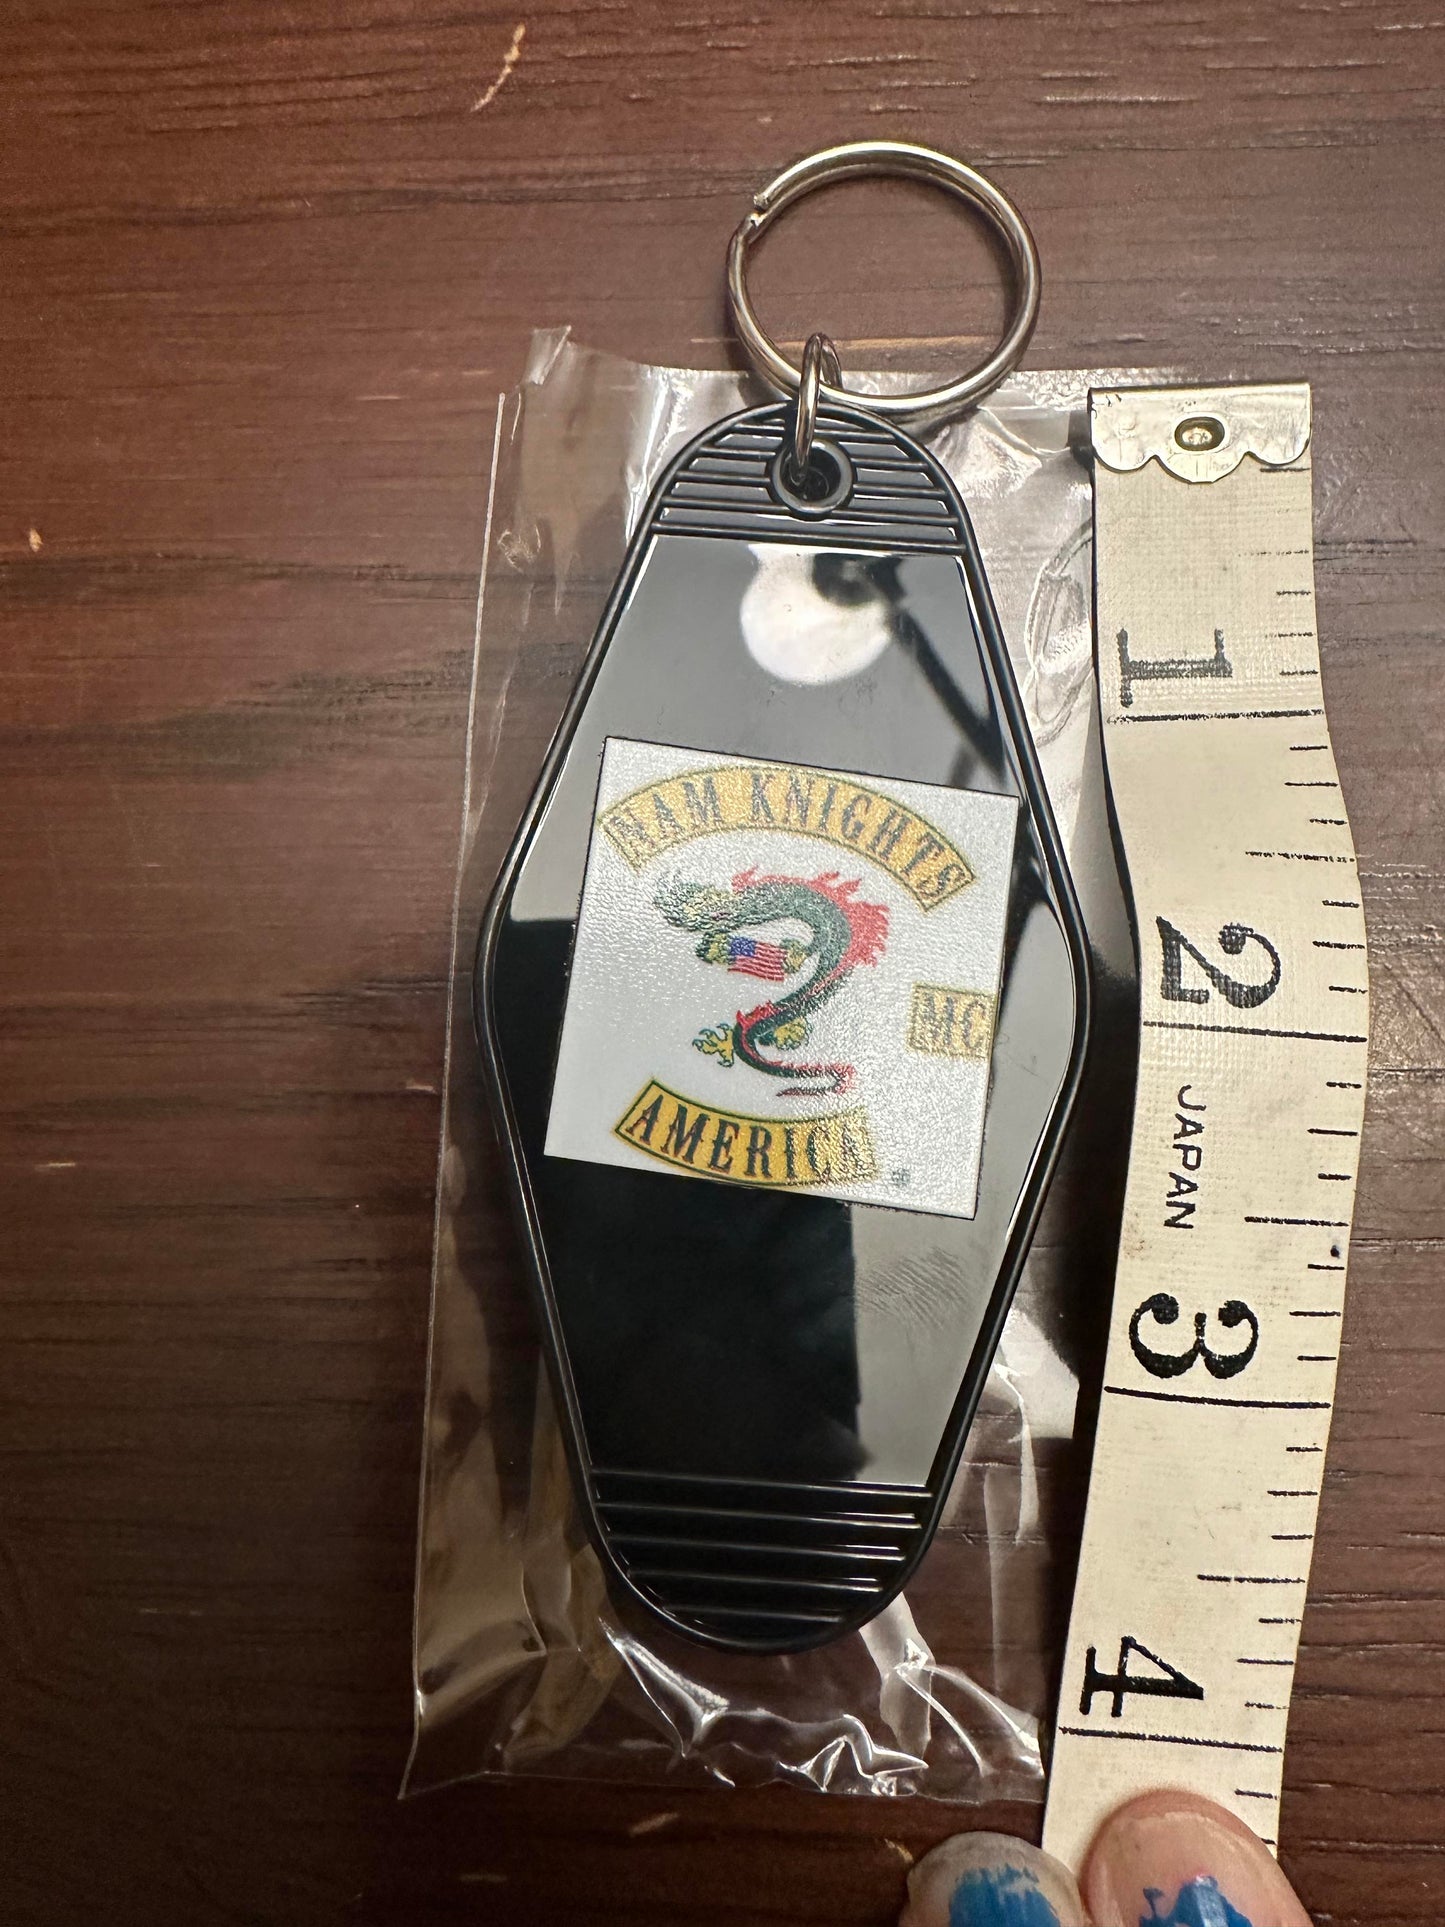 NAM KNIGHTS
MC
AMERICA
1
2
JAPAN
3
4